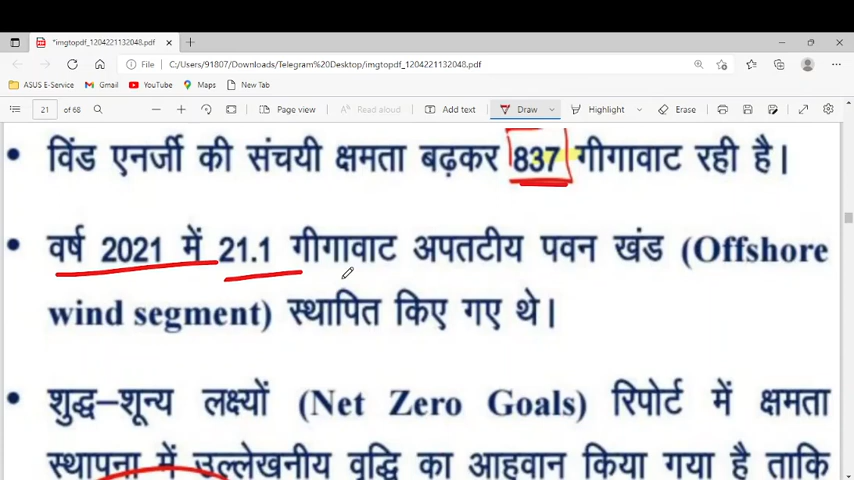 *imgtopdf_1204221132048.pdf
File | C:/Users/91807/Downloads/Telegram%20Desktop/imgtopdf_1204221132048.pdf
ASUS E-Service Gmail YouTube Maps New Tab
21 of 68 Page view Read aloud Add text Draw Highlight Erase
• विंड एनर्जी की संचयी क्षमता बढ़कर 837 गीगावाट रही है।
• वर्ष 2021 में 21.1 गीगावाट अपतटीय पवन खंड (Offshore
wind segment) स्थापित किए गए थे।
• शुद्ध–शून्य लक्ष्यों (Net Zero Goals) रिपोर्ट में क्षमता
स्थापना में उल्लेखनीय वृद्धि का आहवान किया गया है ताकि